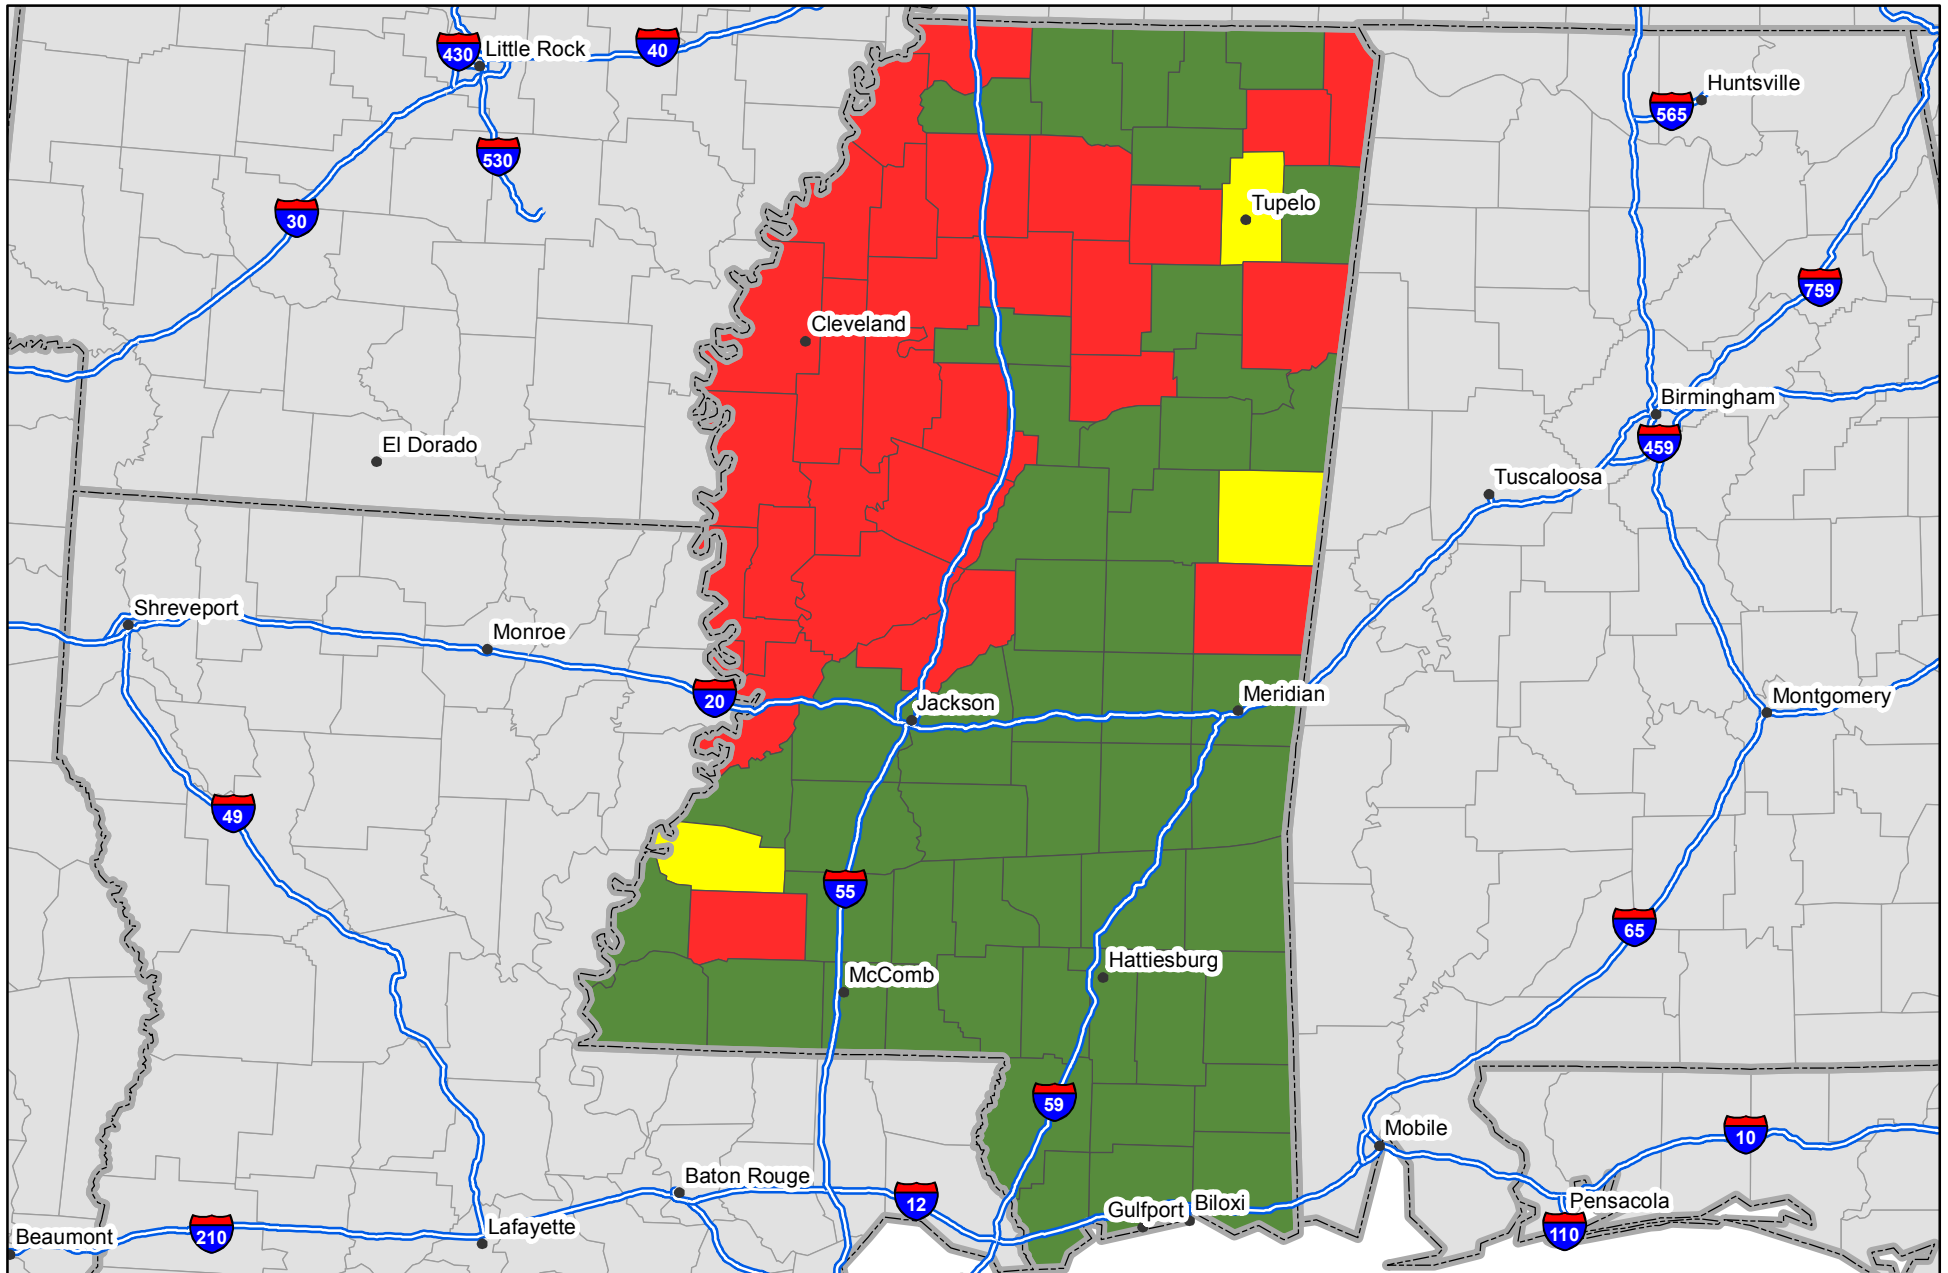 430
Little Rock
40
Huntsville
565
530
30
Tupelo
759
Cleveland
Birmingham
El Dorado
459
Tuscaloosa
Shreveport
Monroe
20
Jackson
Meridian
Montgomery
49
55
65
Hattiesburg
McComb
59
Mobile
10
Baton Rouge
12
Gulfport
Biloxi
Pensacola
Beaumont
210
Lafayette
110